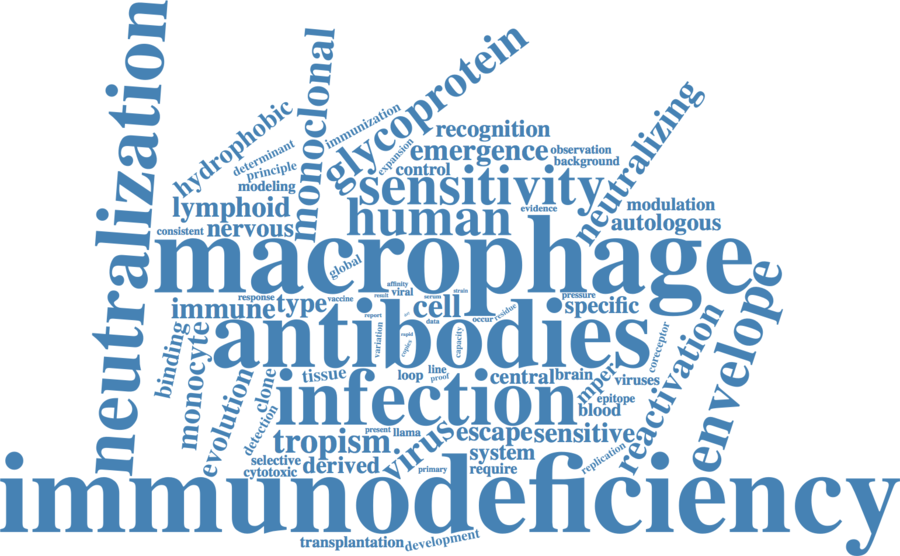 neutralization
monoclonal
glycoprotein
hydrophobic
immunization
determinant
expansion
principle
modeling
recognition
emergence
observation
background
control
neutralizing
sensitivity
lymphoid
human
evidence
modulation
autologous
consistent
nervous
macrophage
global
affinity
viral
result
serum
strain
response
vaccine
immune
type
cell
pressure
specific
report
data
occur
residue
antibodies
variation
rapid
copies
capacity
coreceptor
envelope
binding
monocyte
evolution
clone
detection
tissue
loop
line
proof
central
brain
mper
viruses
epitope
blood
reactivation
infection
tropism
present
llama
virus
escape
sensitive
system
require
replication
selective
cytotoxic
derived
primary
immunodeficiency
transplantation
development